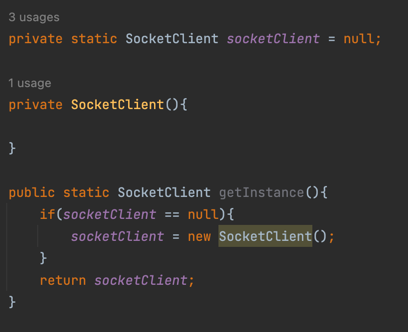 3 usages
private static SocketClient socketClient = null;
1 usage
private SocketClient(){
}
public static SocketClient getInstance(){
if(socketClient == null){
socketClient = new SocketClient();
}
return socketClient;
}